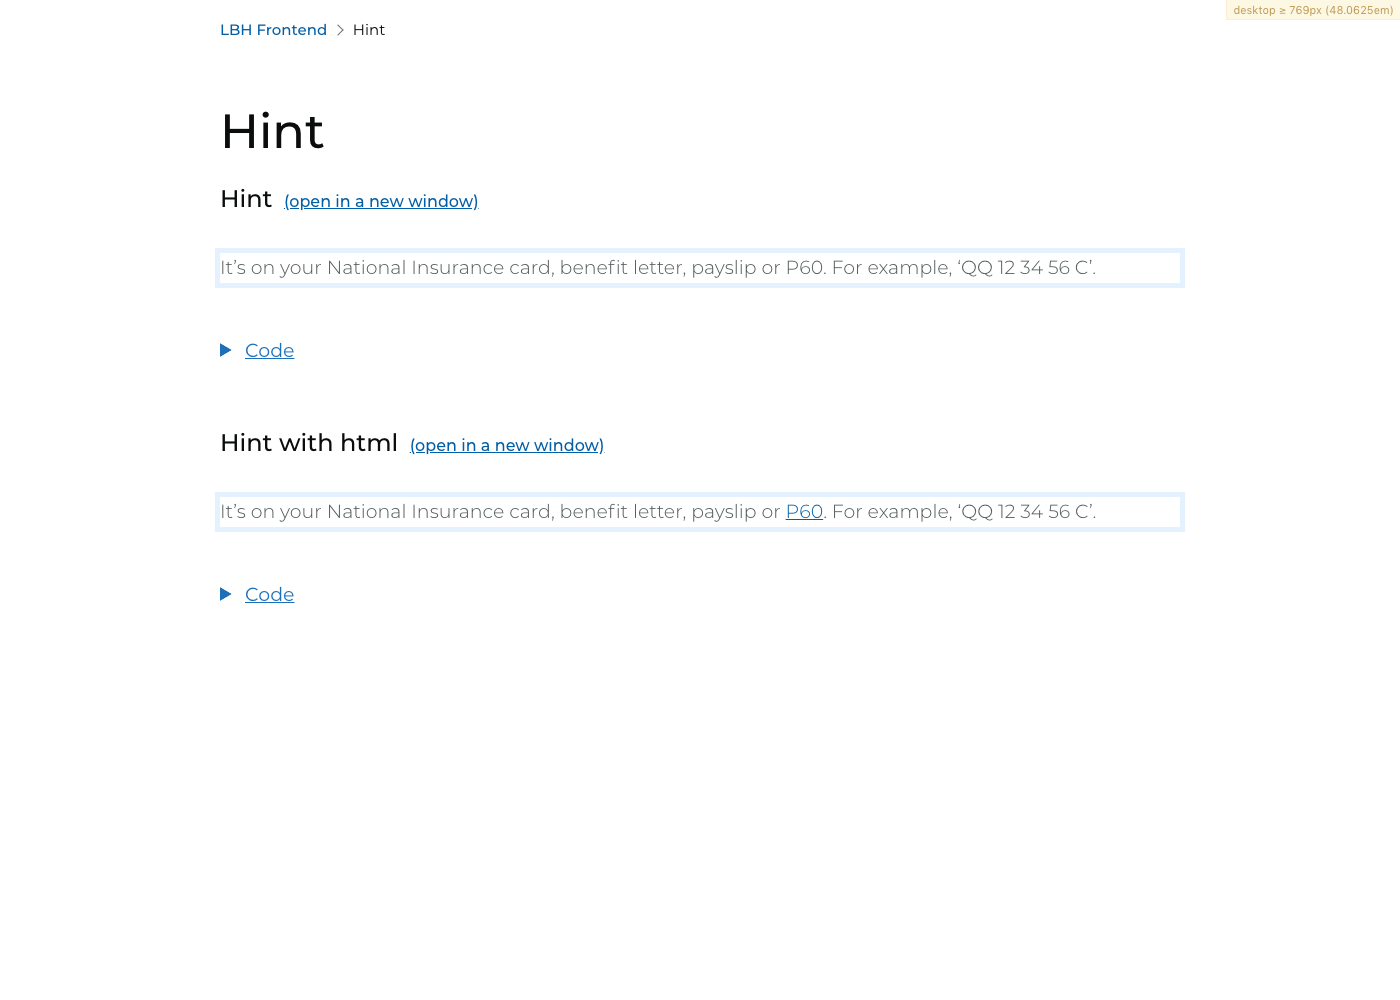 desktop ≥ 769px (48.0625em)
LBH Frontend > Hint
Hint
Hint (open in a new window)
It’s on your National Insurance card, benefit letter, payslip or P60. For example, ‘QQ 12 34 56 C’.
Code
Hint with html (open in a new window)
It’s on your National Insurance card, benefit letter, payslip or P60. For example, ‘QQ 12 34 56 C’.
Code